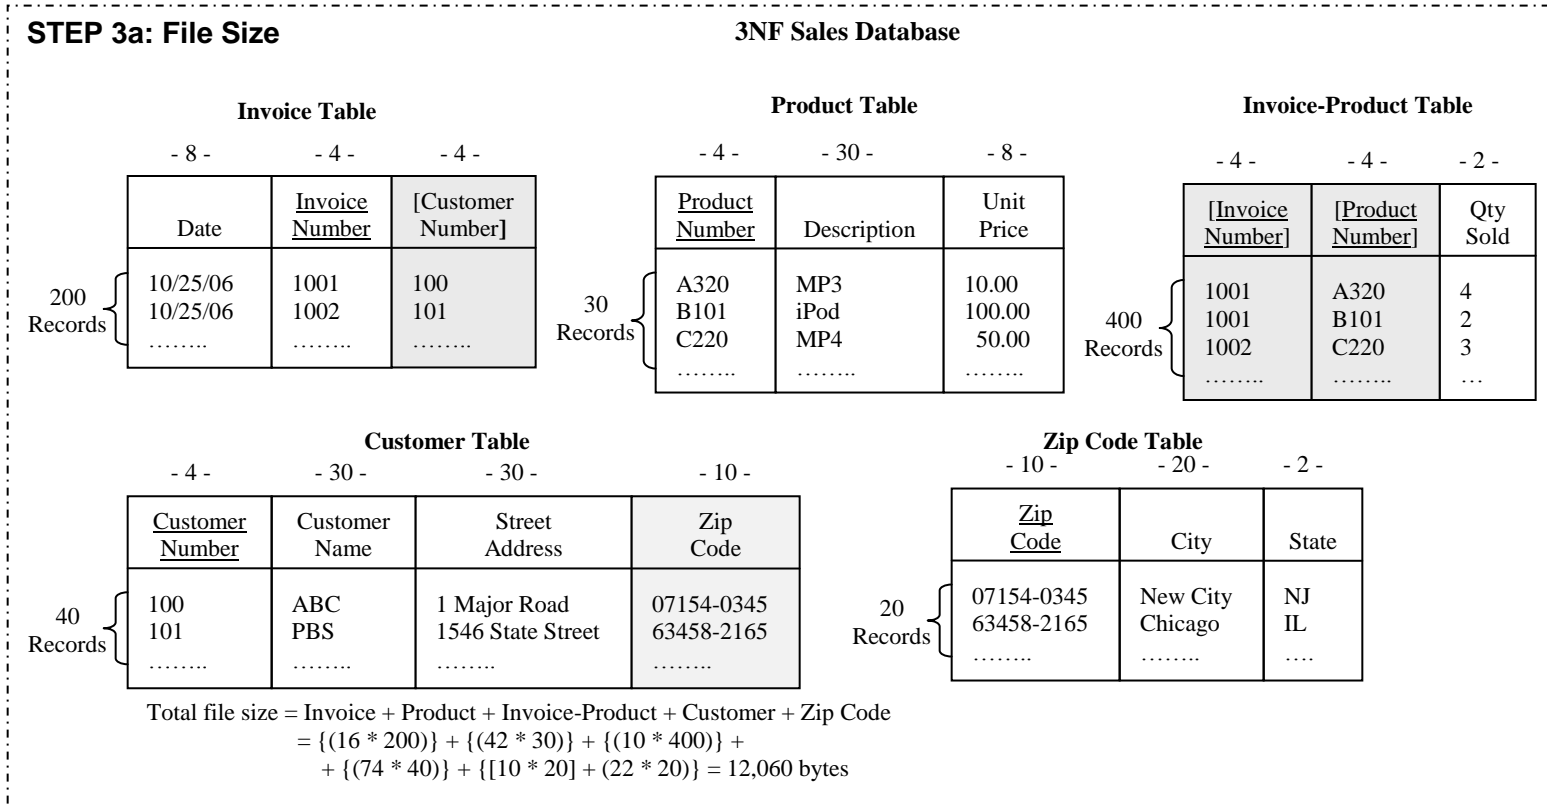 STEP 3a: File Size
3NF Sales Database
Invoice Table
- 8 - - 4 - - 4 -
Date Invoice Number [Customer Number]
200 Records
10/25/06 1001 100
10/25/06 1002 101
…….. …….. ……..
Product Table
- 4 - - 30 - - 8 -
Product Number Description Unit Price
30 Records
A320 MP3 10.00
B101 iPod 100.00
C220 MP4 50.00
…….. …….. ……..
Invoice-Product Table
- 4 - - 4 - - 2 -
[Invoice Number] [Product Number] Qty Sold
400 Records
1001 A320 4
1001 B101 2
1002 C220 3
…….. …….. …
Customer Table
- 4 - - 30 - - 30 - - 10 -
Customer Number Customer Name Street Address Zip Code
40 Records
100 ABC 1 Major Road 07154-0345
101 PBS 1546 State Street 63458-2165
…….. …….. …….. ……..
Zip Code Table
- 10 - - 20 - - 2 -
Zip Code City State
20 Records
07154-0345 New City NJ
63458-2165 Chicago IL
…….. …….. ….
Total file size = Invoice + Product + Invoice-Product + Customer + Zip Code
= {(16 * 200)} + {(42 * 30)} + {(10 * 400)} +
+ {(74 * 40)} + {[10 * 20] + (22 * 20)} = 12,060 bytes